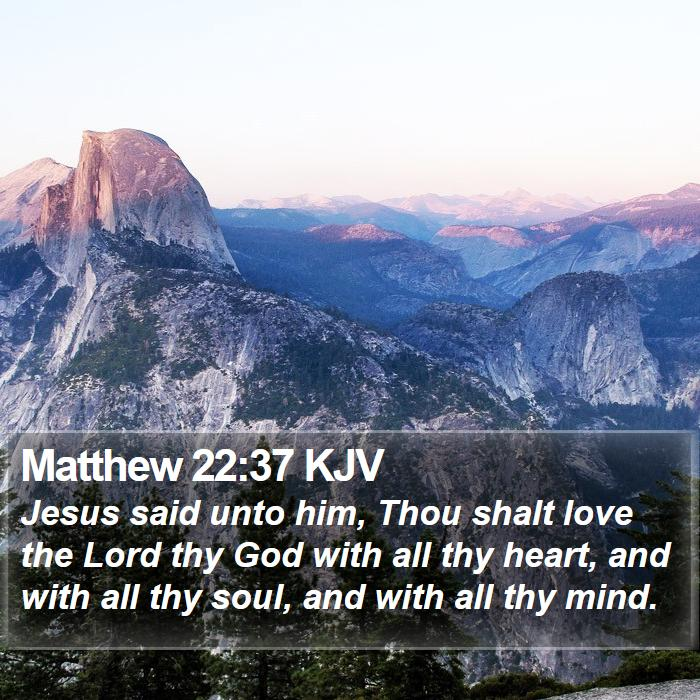 Matthew 22:37 KJV
Jesus said unto him, Thou shalt love
the Lord thy God with all thy heart, and
with all thy soul, and with all thy mind.